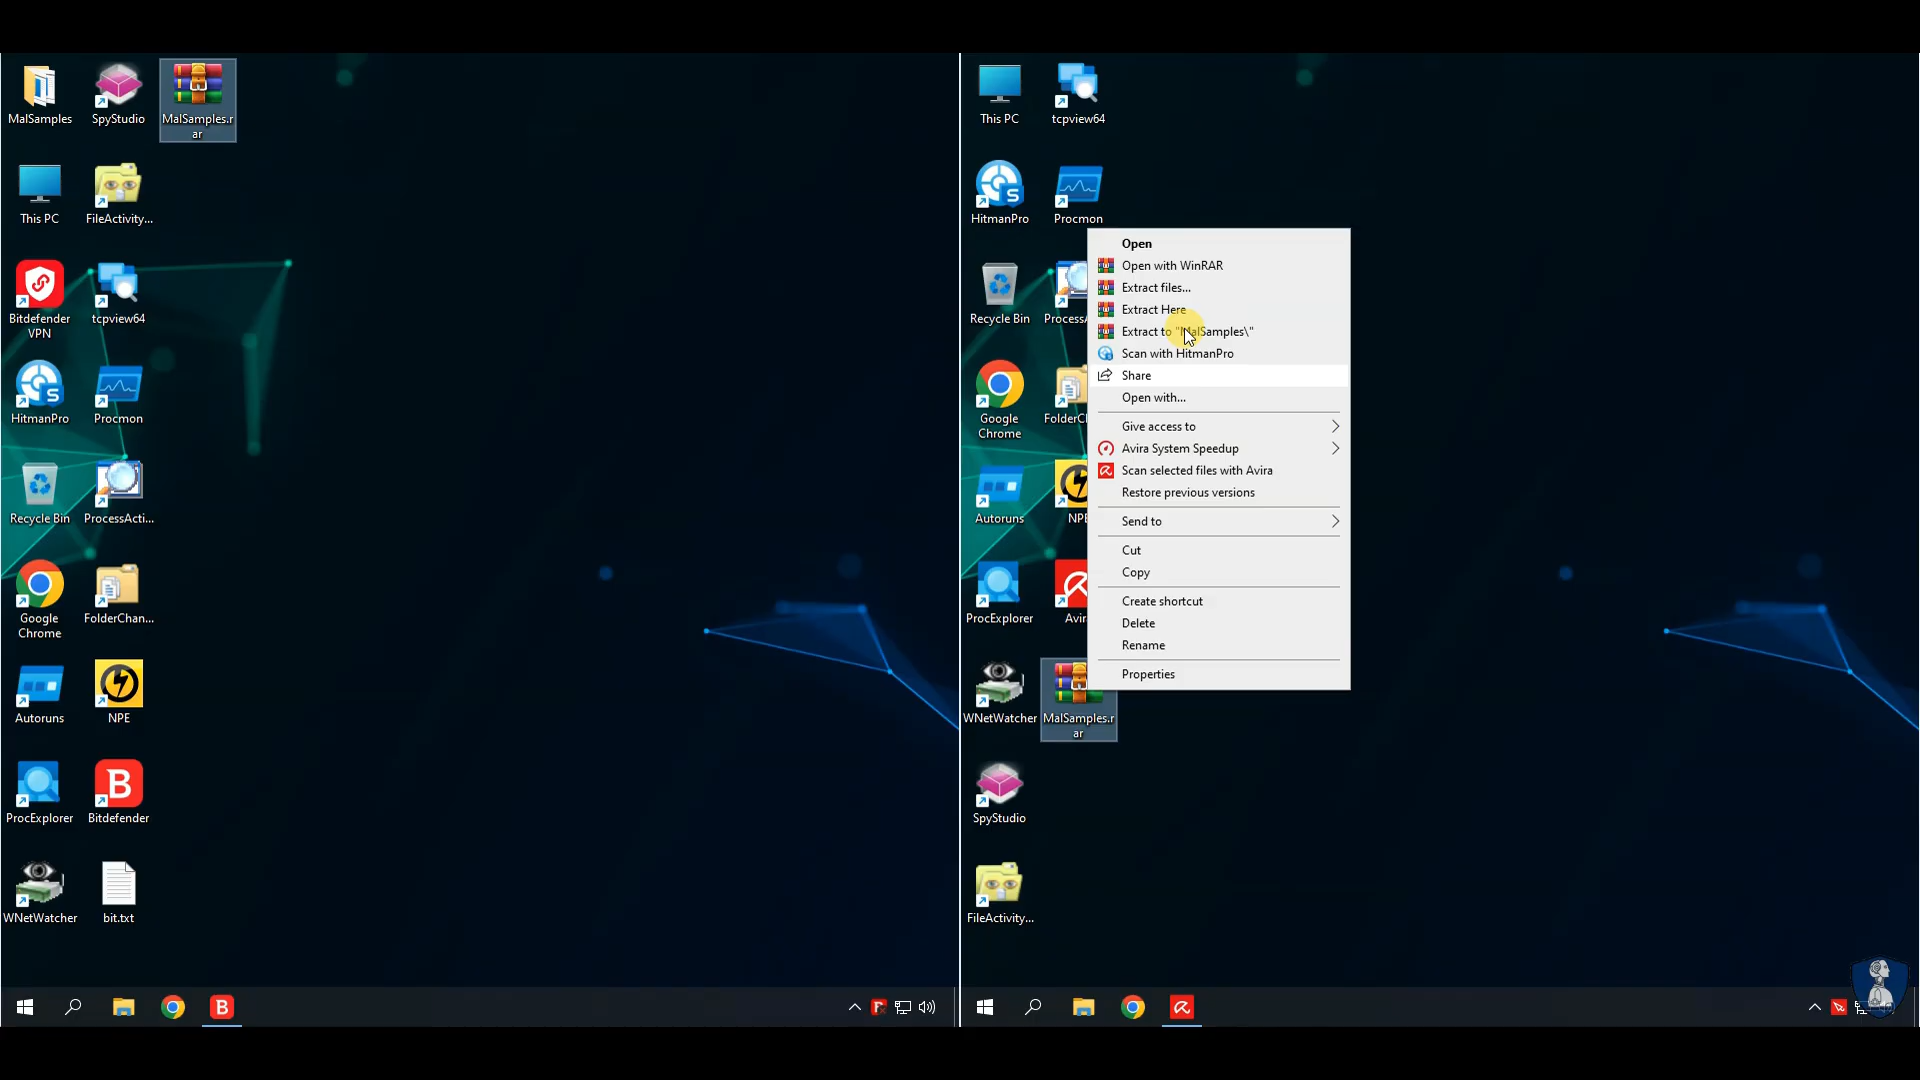 MalSamples
SpyStudio
MalSamples.r
ar
This PC
FileActivity...
Bitdefender
VPN
tcpview64
HitmanPro
Procmon
Recycle Bin
ProcessActi...
Google
Chrome
FolderChan...
Autoruns
NPE
ProcExplorer
Bitdefender
WNetWatcher
bit.txt
This PC
tcpview64
HitmanPro
Procmon
Recycle Bin
ProcessA
Google
Chrome
FolderCh
Autoruns
NPE
ProcExplorer
Avir
WNetWatcher
MalSamples.r
ar
SpyStudio
FileActivity...
Open
Open with WinRAR
Extract files...
Extract Here
Extract to "MalSamples\"
Scan with HitmanPro
Share
Open with...
Give access to
Avira System Speedup
Scan selected files with Avira
Restore previous versions
Send to
Cut
Copy
Create shortcut
Delete
Rename
Properties